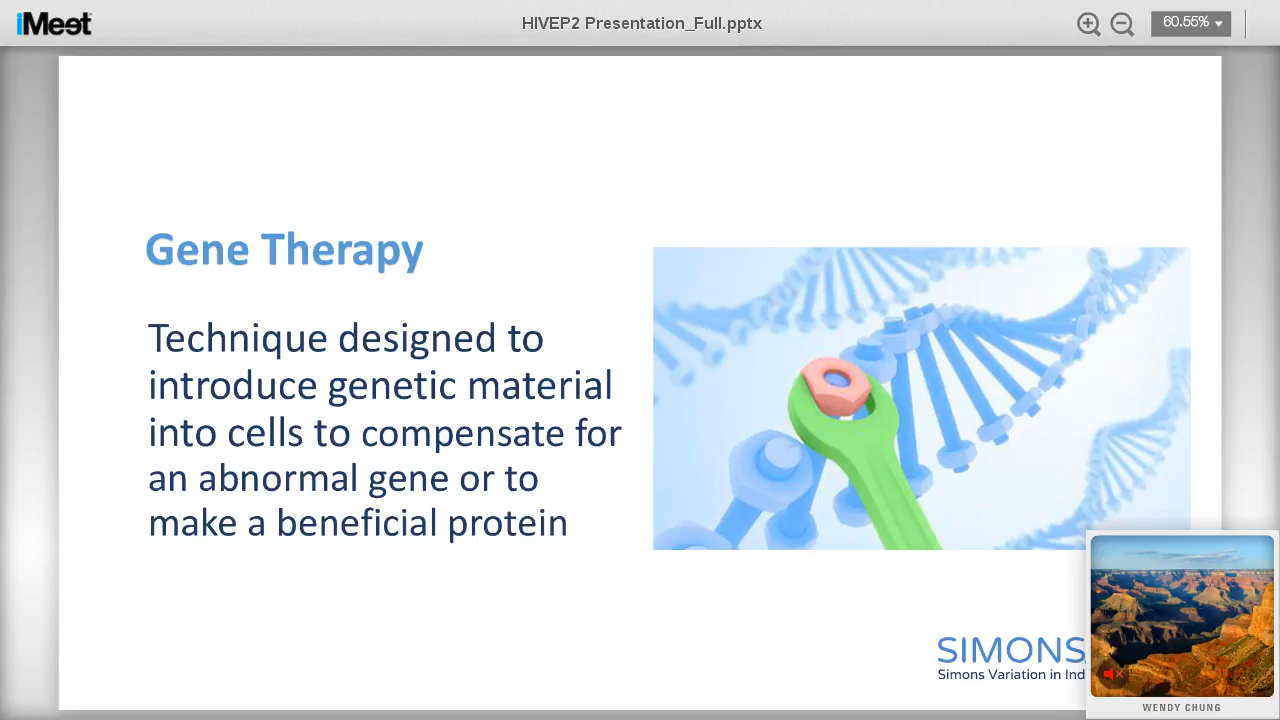 iMeet
HIVEP2 Presentation_Full.pptx
60.55%
Gene Therapy
Technique designed to
introduce genetic material
into cells to compensate for
an abnormal gene or to
make a beneficial protein
SIMONS
Simons Variation in Ind
WENDY CHUNG